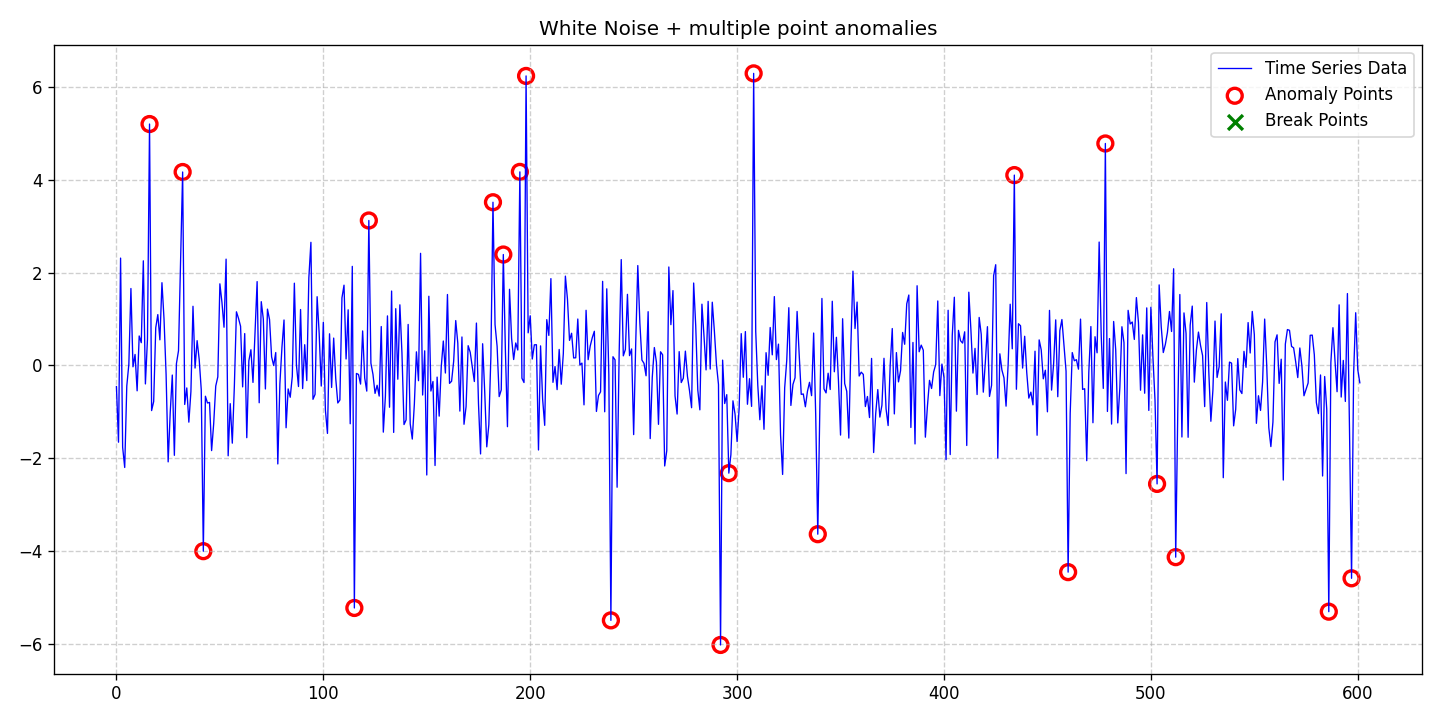 White Noise + multiple point anomalies
Time Series Data
Anomaly Points
Break Points
6
4
2
0
−2
−4
−6
0 100 200 300 400 500 600